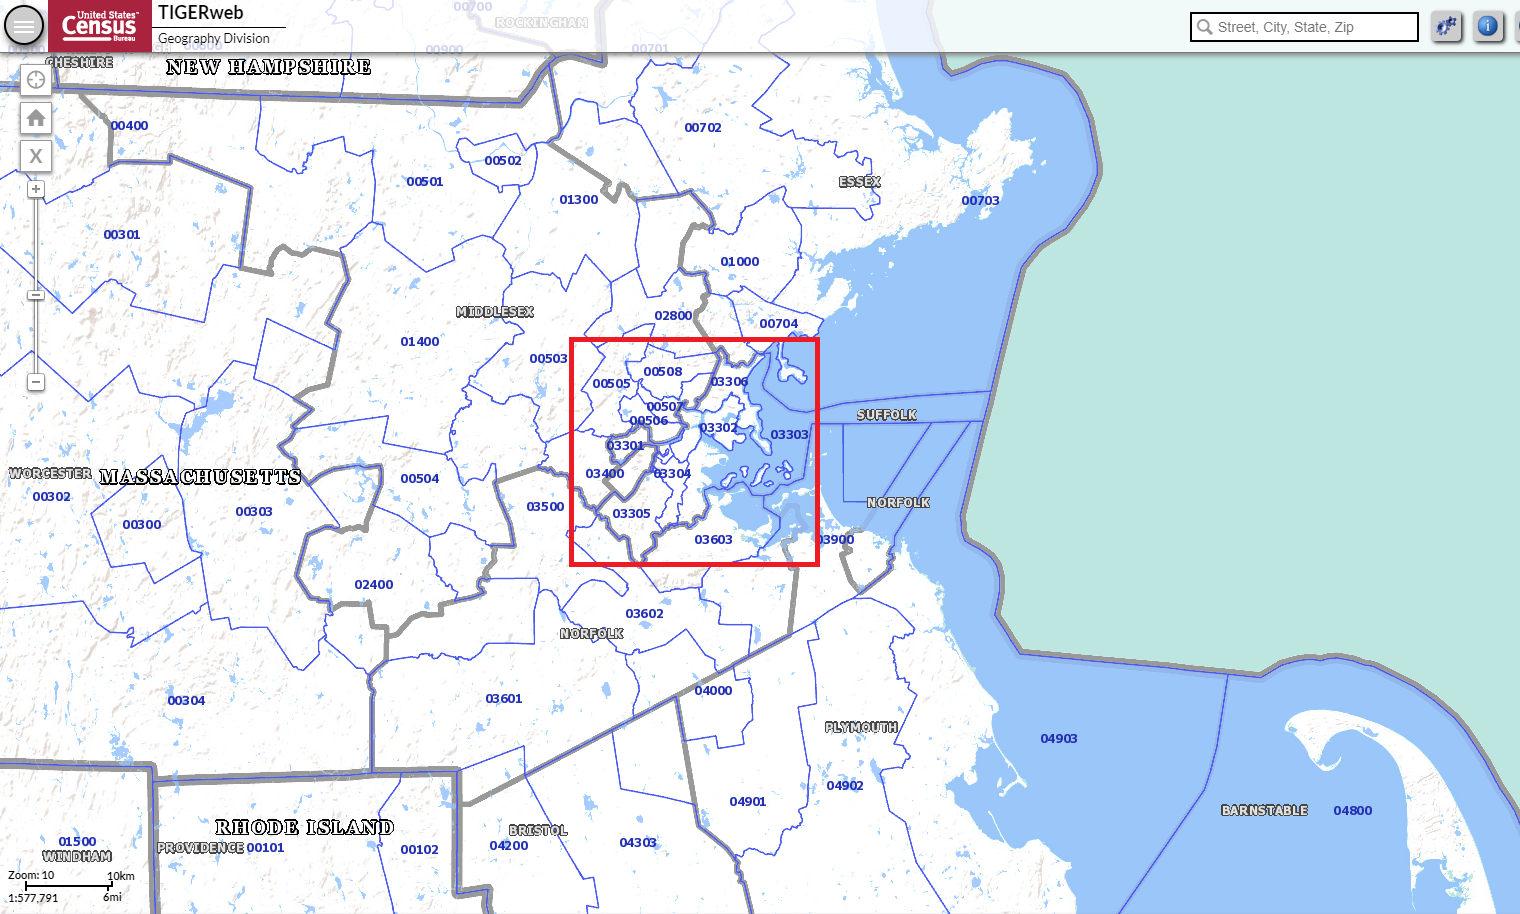 United States™
Census
Bureau
TIGERweb
Geography Division
Street, City, State, Zip
i
00700
ROCKINGHAM
00600
00900
00701
CHESHIRE
NEW HAMPSHIRE
00400
00702
00502
00501
ESSEX
01300
00703
00301
01000
MIDDLESEX
02800
00704
01400
00503
00508
00505
03306
00507
SUFFOLK
00506
03302
03303
03301
WORCESTER
MASSACHUSETTS
03400
03304
00504
00302
NORFOLK
03500
00303
03305
00300
03603
03900
02400
03602
NORFOLK
04000
03601
00304
PLYMOUTH
04903
04902
04901
BARNSTABLE
04800
RHODE ISLAND
BRISTOL
01500
WINDHAM
PROVIDENCE
00101
00102
04200
04303
X
+
Zoom: 10
10km
1:577,791
6mi